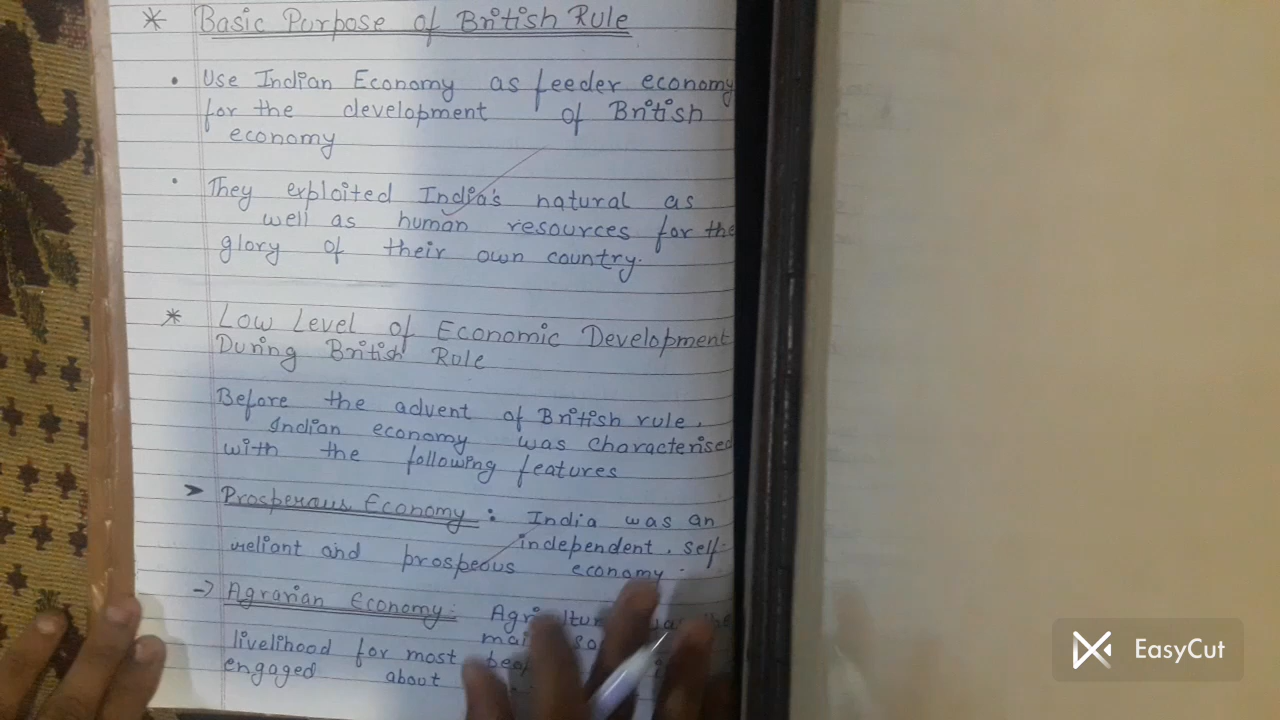 * Basic Purpose of British Rule
• Use Indian Economy as feeder economy
for the development of British
economy
• They exploited India's natural as
well as human resources for the
glory of their own country.
* Low Level of Economic Development
During British Rule
Before the advent of British rule,
Indian economy was characterised
with the following features
➤ Prosperous Economy : India was an
independent, self-
reliant and prospeous economy.
→ Agrarian Economy :
livelihood for most
engaged about
EasyCut